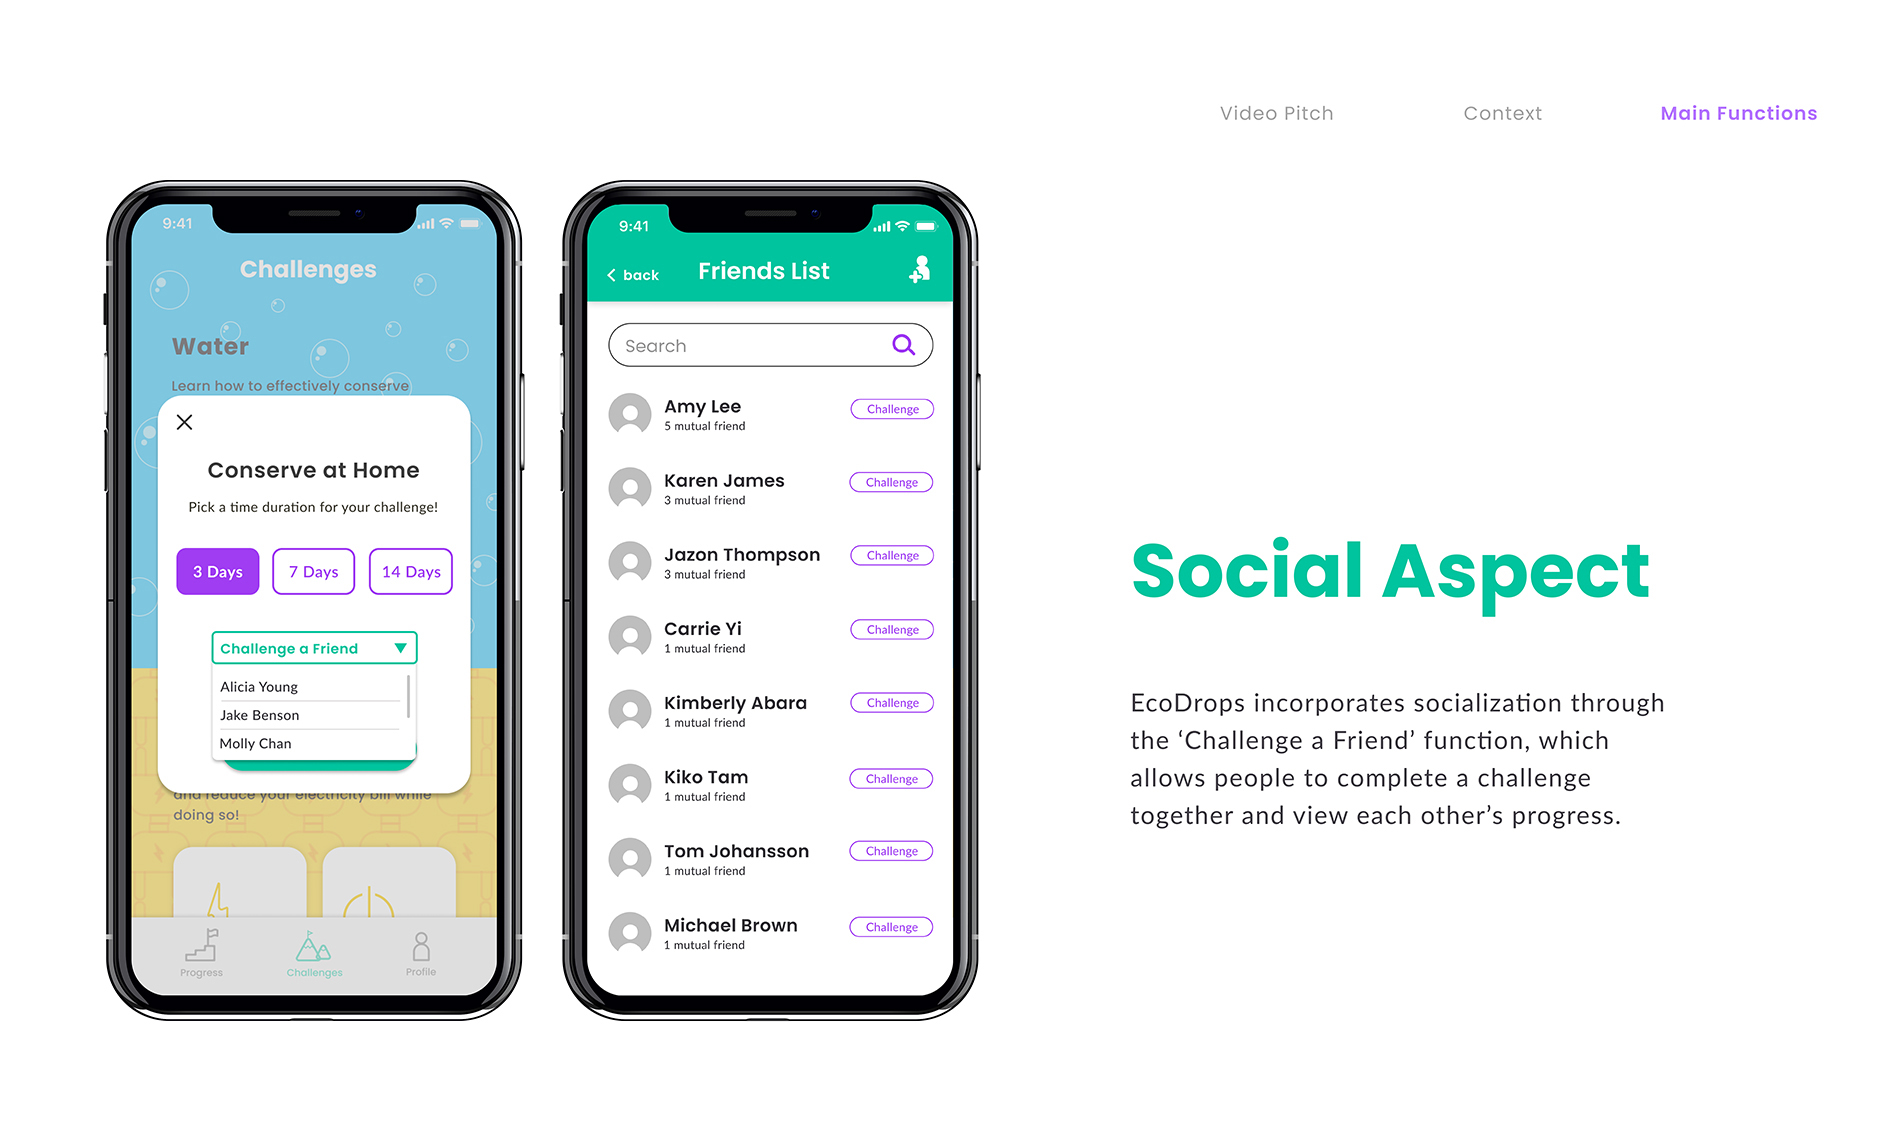 Video Pitch
Context
Main Functions
9:41
Challenges
Water
Learn how to effectively conserve
Conserve at Home
Pick a time duration for your challenge!
3 Days
7 Days
14 Days
Challenge a Friend
Alicia Young
Jake Benson
Molly Chan
and reduce your electricity bill while
doing so!
Progress
Challenges
Profile
9:41
back
Friends List
Search
Amy Lee
5 mutual friend
Challenge
Karen James
3 mutual friend
Challenge
Jazon Thompson
3 mutual friend
Challenge
Carrie Yi
1 mutual friend
Challenge
Kimberly Abara
1 mutual friend
Challenge
Kiko Tam
1 mutual friend
Challenge
Tom Johansson
1 mutual friend
Challenge
Michael Brown
1 mutual friend
Challenge
Social Aspect
EcoDrops incorporates socialization through
the ‘Challenge a Friend’ function, which
allows people to complete a challenge
together and view each other’s progress.